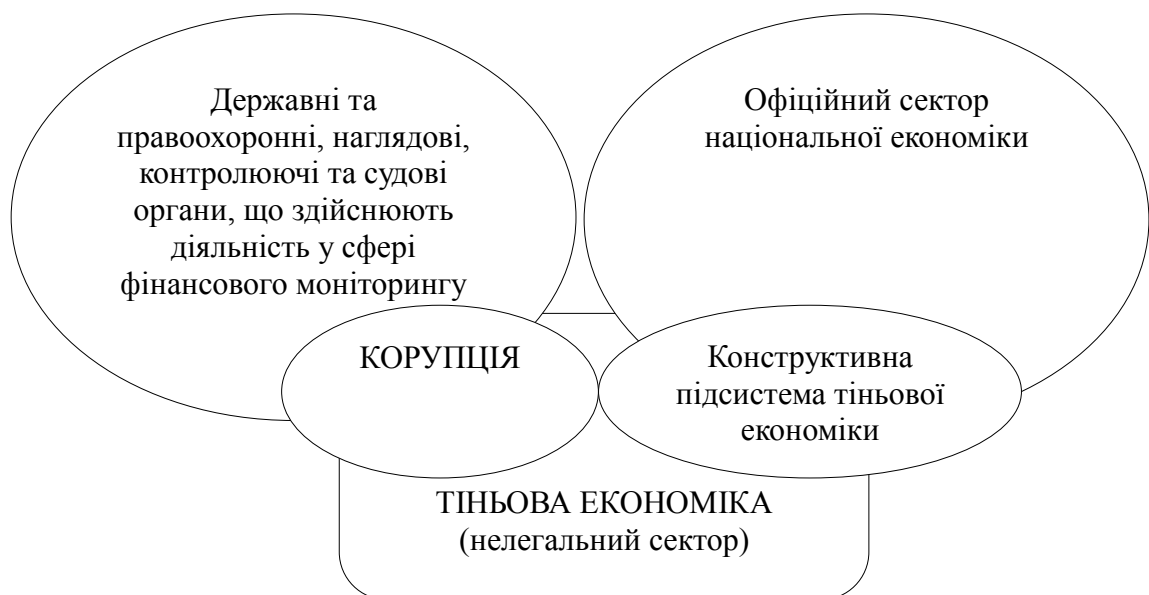 Державні та
правоохоронні, наглядові,
контролюючі та судові
органи, що здійснюють
діяльність у сфері
фінансового моніторингу
Офіційний сектор
національної економіки
КОРУПЦІЯ
Конструктивна
підсистема тіньової
економіки
ТІНЬОВА ЕКОНОМІКА
(нелегальний сектор)